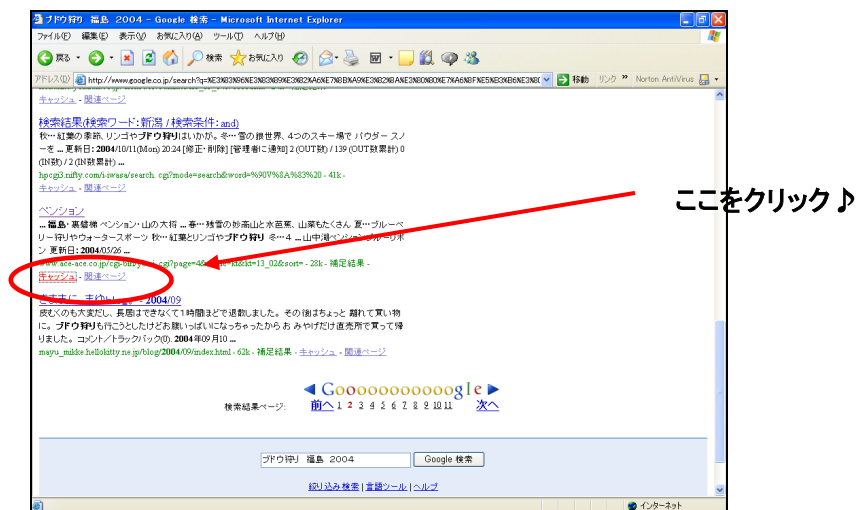 ブドウ狩り 福島 2004 - Google 検索 - Microsoft Internet Explorer
ファイル(F) 編集(E) 表示(V) お気に入り(A) ツール(T) ヘルプ(H)
戻る 検索 お気に入り
アドレス(D) 移動 リンク » Norton AntiVirus
キャッシュ - 関連ページ
検索結果(検索ワード:新潟 / 検索条件:and)
秋…紅葉の季節、リンゴやブドウ狩りはいかが。冬…雪の銀世界、4つのスキー場で パウダー スノ
ーを ... 更新日: 2004/10/11(Mon) 20:24 [修正・削除] [管理者に通知] 2 (OUT数) / 139 (OUT数累計) 0
(IN数) / 2 (IN数累計) ...
hpcgi3.nifty.com/i-iwasa/search. cgi?mode=search&word=%90V%8A%83%20 - 41k -
キャッシュ - 関連ページ
ペンション
... 福島・裏磐梯 ペンション・山の大将 ... 春…残雪の妙高山と水芭蕉、山菜もたくさん 夏…ブルーベ
リー狩りやウォータースポーツ 秋…紅葉とリンゴやブドウ狩り 冬…4 ... 山中湖ペンション ブルーリボ
ン 更新日: 2004/05/26 ...
- 28k - 補足結果 -
キャッシュ - 関連ページ
- 2004/09
皮むくのも大変だし、長居はできなくて1時間ほどで退散しました。その後はちょっと 離れて買い物
に。ブドウ狩りも行こうとしたけどお腹いっぱいになっちゃったから お みやげだけ直売所で買って帰
りました。コメント/トラックバック(0). 2004年09月10 ...
mayu_mikke.hellokitty.ne.jp/blog/2004/09/index.html - 62k - 補足結果 - キャッシュ - 関連ページ
ここをクリック♪
Goooooooooooogle
検索結果ページ: 前へ 1 2 3 4 5 6 7 8 9 10 11 次へ
ブドウ狩り 福島 2004 Google 検索
絞り込み検索 | 言語ツール | ヘルプ
インターネット